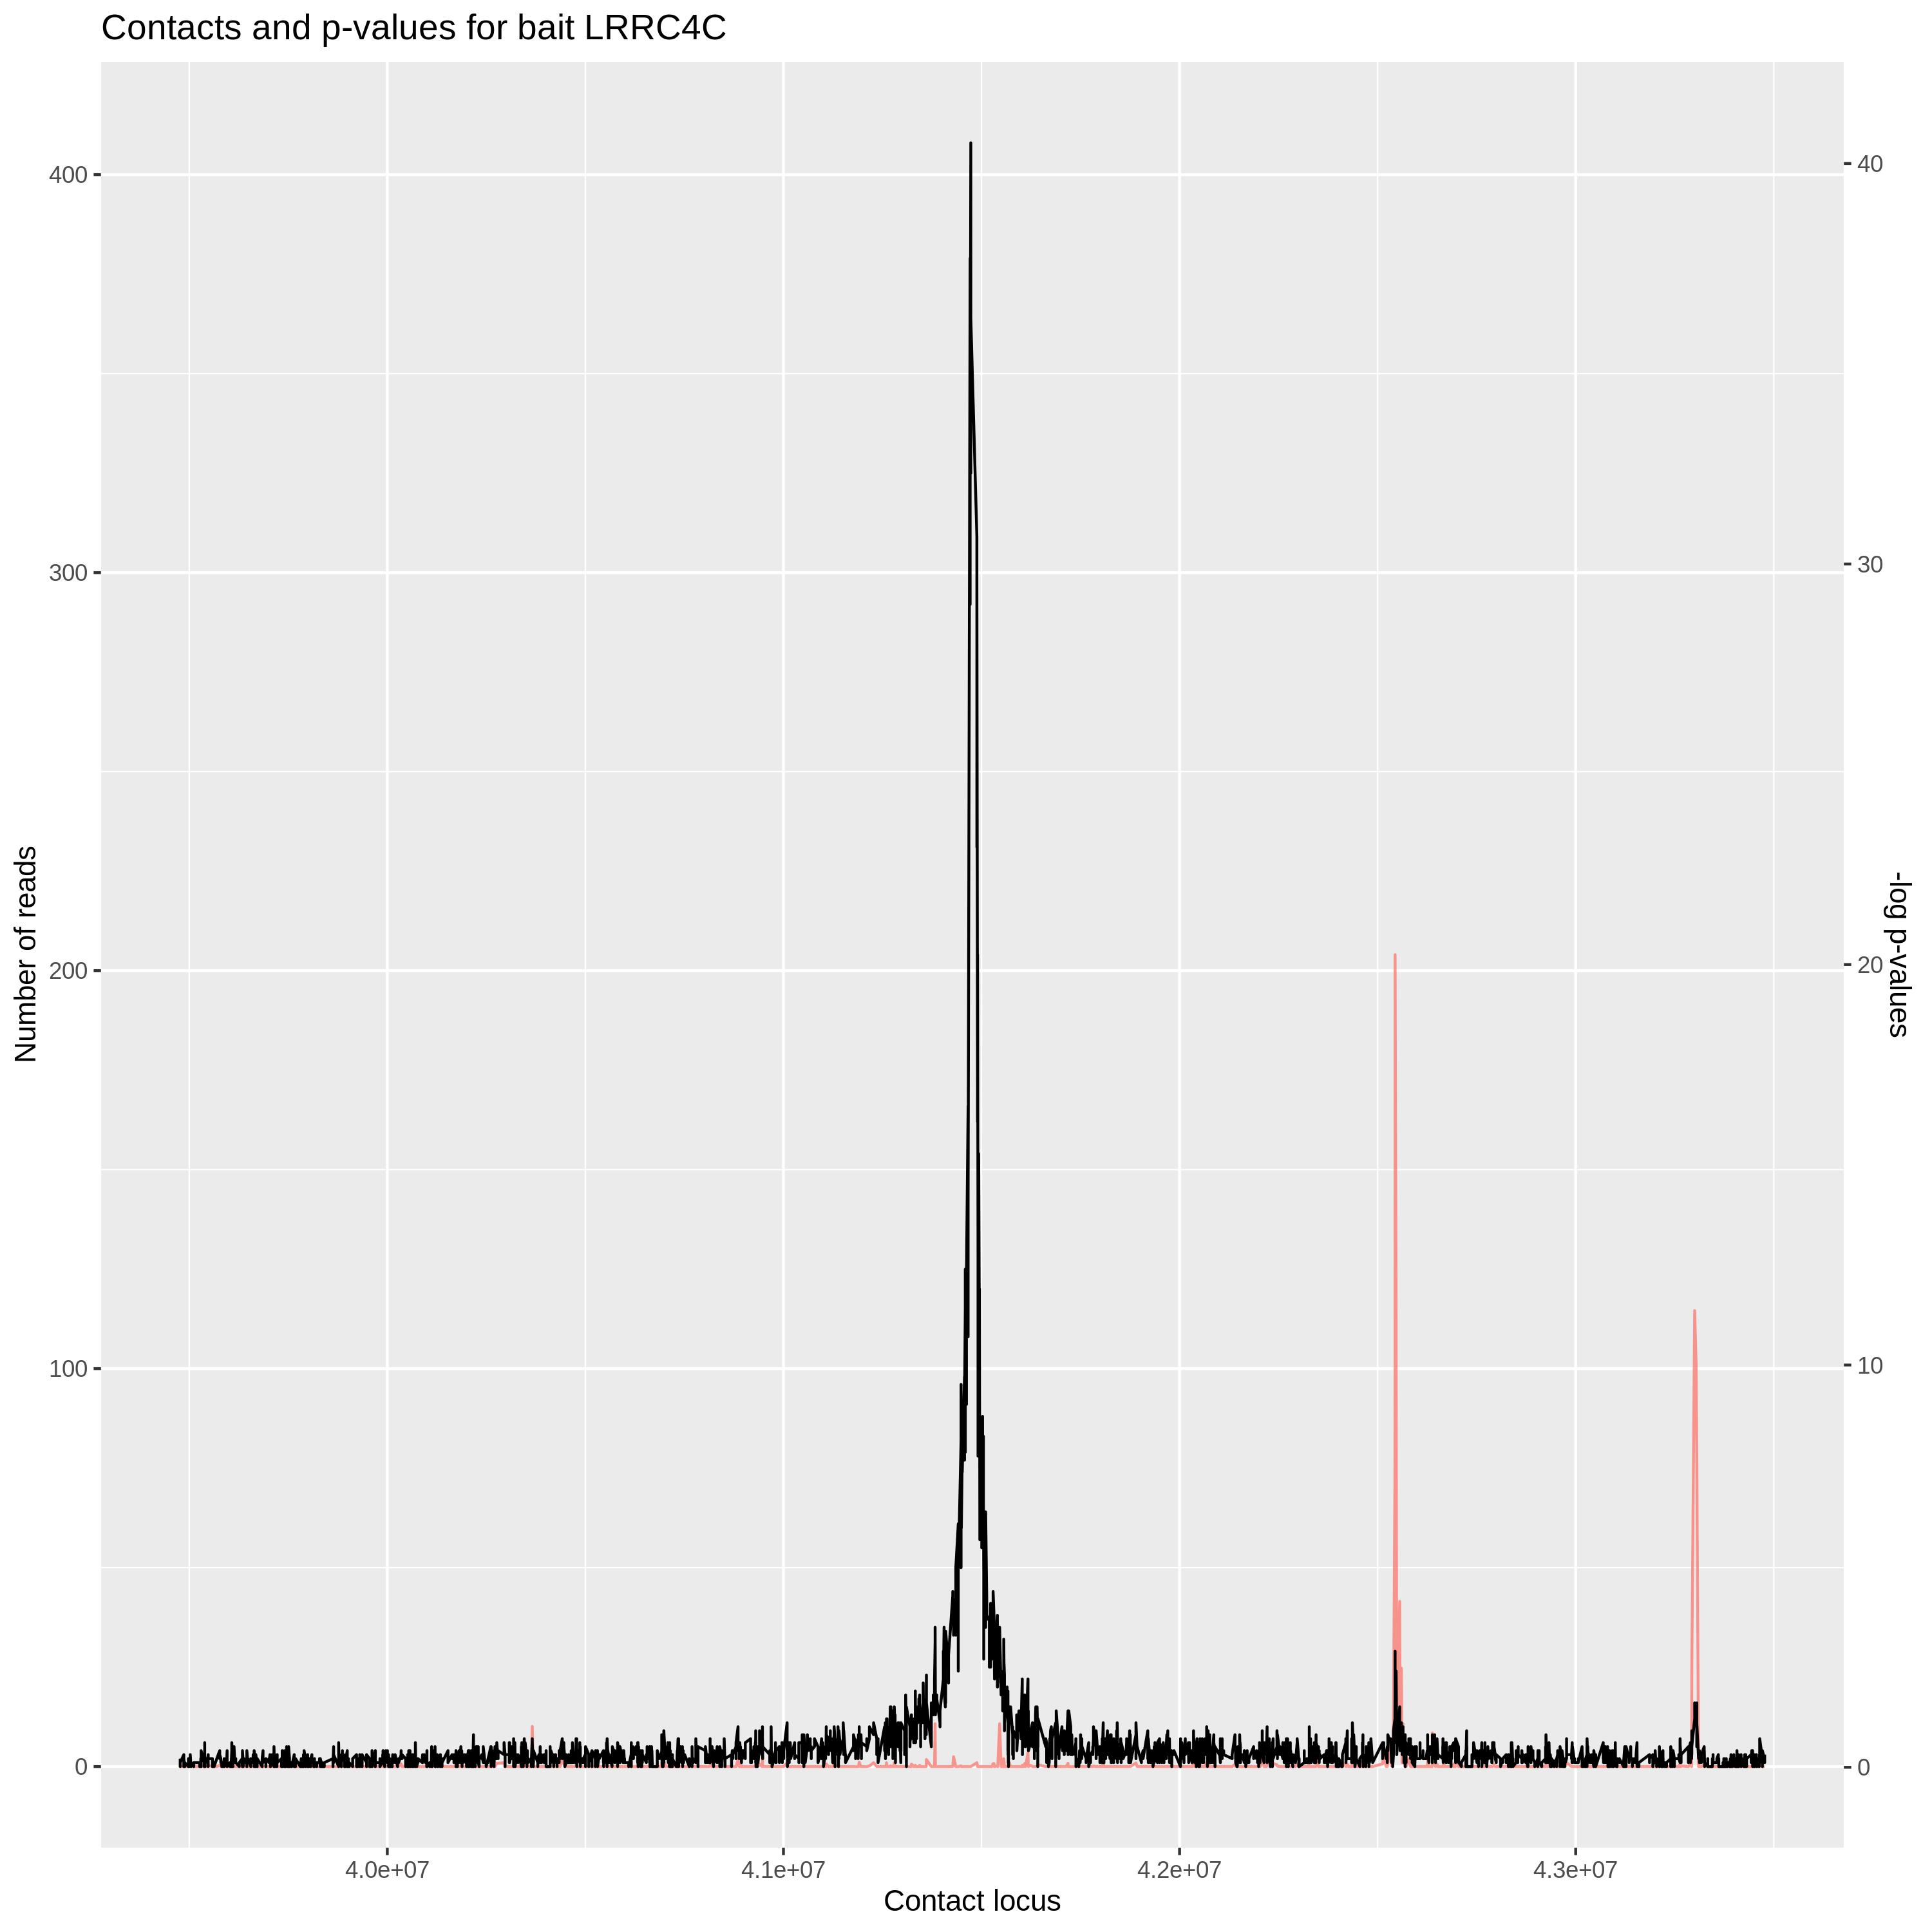 Contacts and p-values for bait LRRC4C
400
300
200
100
0
Number of reads
40
30
20
10
0
-log p-values
4.0e+07
4.1e+07
4.2e+07
4.3e+07
Contact locus